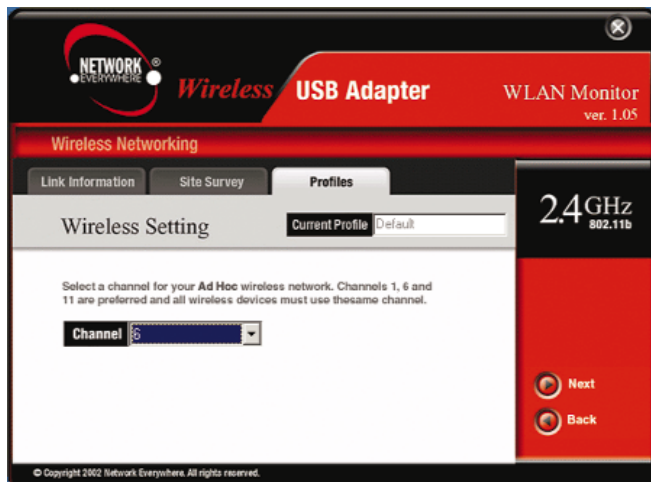 NETWORK ®
EVERYWHERE
Wireless USB Adapter
WLAN Monitor
ver. 1.05
Wireless Networking
Link Information
Site Survey
Profiles
Wireless Setting
Current Profile Default
2.4GHz
802.11b
Select a channel for your Ad Hoc wireless network. Channels 1, 6 and
11 are preferred and all wireless devices must use thesame channel.
Channel 6
Next
Back
© Copyright 2002 Network Everywhere. All rights reserved.